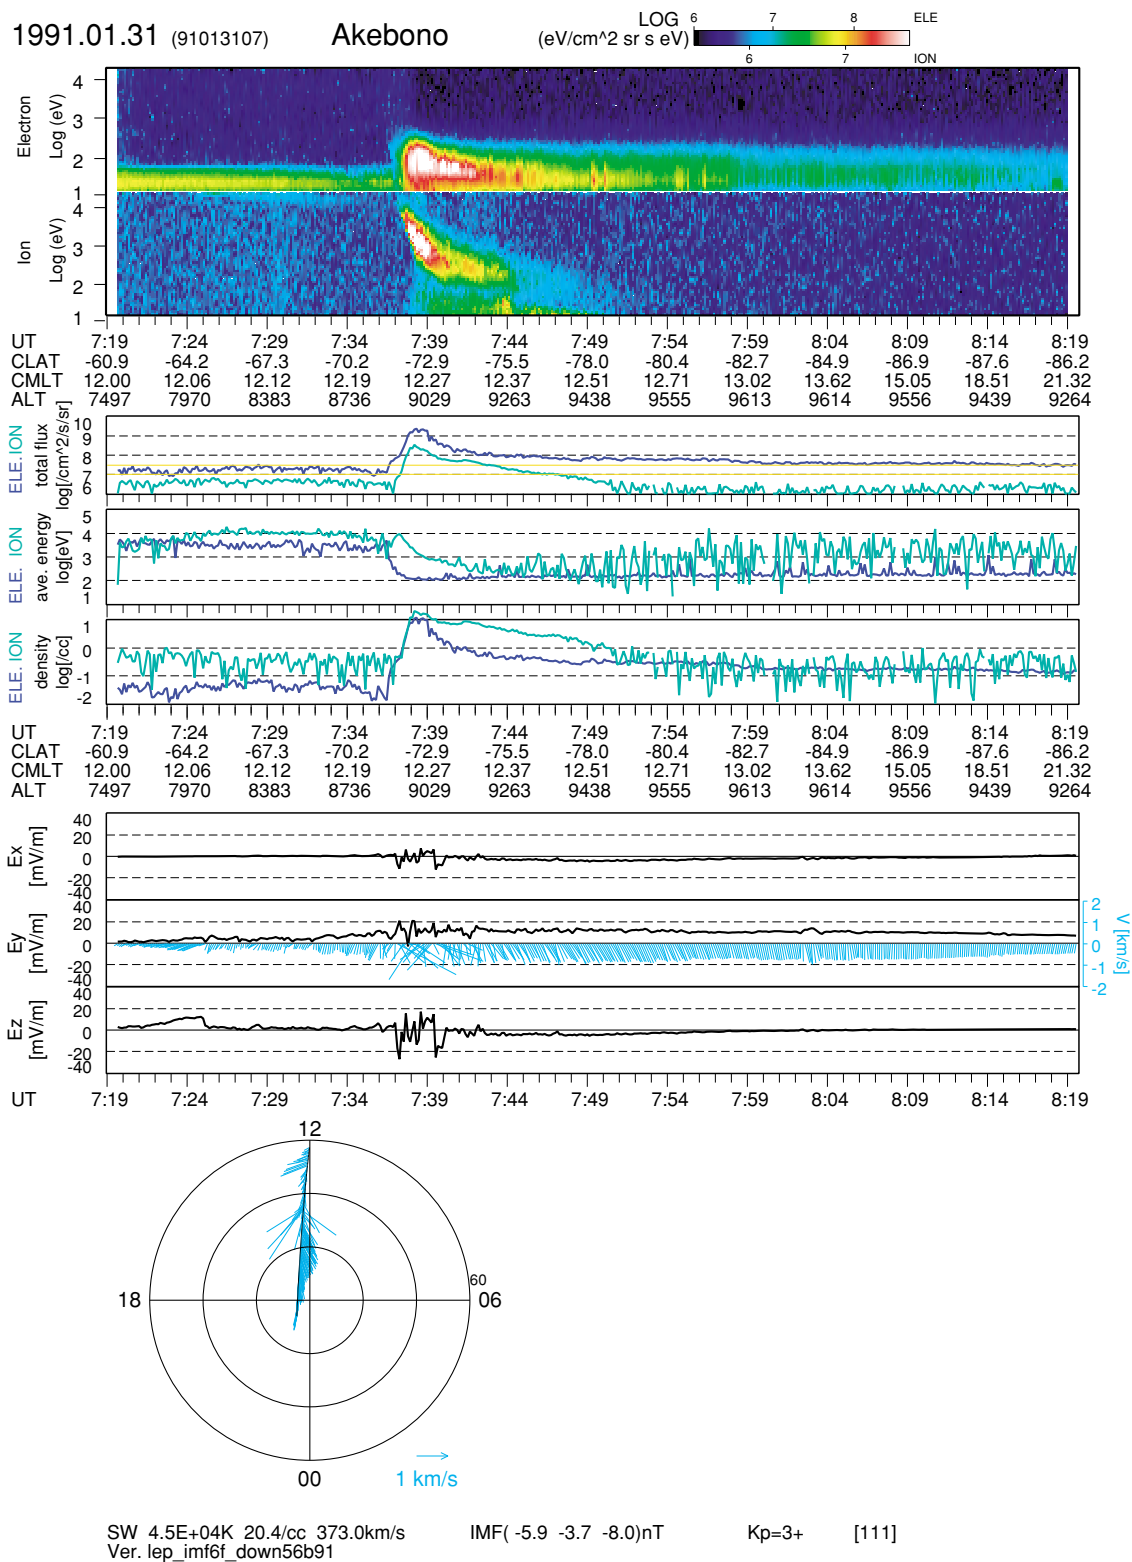 1991.01.31 (91013107) Akebono
LOG
(eV/cm^2 sr s eV)
6 7 8 ELE
6 7 ION
Electron
Log (eV)
4
3
2
1
Ion
Log (eV)
4
3
2
1
UT 7:19 7:24 7:29 7:34 7:39 7:44 7:49 7:54 7:59 8:04 8:09 8:14 8:19
CLAT -60.9 -64.2 -67.3 -70.2 -72.9 -75.5 -78.0 -80.4 -82.7 -84.9 -86.9 -87.6 -86.2
CMLT 12.00 12.06 12.12 12.19 12.27 12.37 12.51 12.71 13.02 13.62 15.05 18.51 21.32
ALT 7497 7970 8383 8736 9029 9263 9438 9555 9613 9614 9556 9439 9264
ELE. ION
total flux
log[/cm^2/s/sr]
10
9
8
7
6
ELE. ION
ave. energy
log[eV]
5
4
3
2
1
ELE. ION
density
log[/cc]
1
0
-1
-2
UT 7:19 7:24 7:29 7:34 7:39 7:44 7:49 7:54 7:59 8:04 8:09 8:14 8:19
CLAT -60.9 -64.2 -67.3 -70.2 -72.9 -75.5 -78.0 -80.4 -82.7 -84.9 -86.9 -87.6 -86.2
CMLT 12.00 12.06 12.12 12.19 12.27 12.37 12.51 12.71 13.02 13.62 15.05 18.51 21.32
ALT 7497 7970 8383 8736 9029 9263 9438 9555 9613 9614 9556 9439 9264
Ex
[mV/m]
40
20
0
-20
-40
Ey
[mV/m]
40
20
0
-20
-40
2
1
0
-1
-2
V [km/s]
Ez
[mV/m]
40
20
0
-20
-40
UT 7:19 7:24 7:29 7:34 7:39 7:44 7:49 7:54 7:59 8:04 8:09 8:14 8:19
12
60
18 06
00
1 km/s
SW 4.5E+04K 20.4/cc 373.0km/s IMF( -5.9 -3.7 -8.0)nT Kp=3+ [111]
Ver. lep_imf6f_down56b91